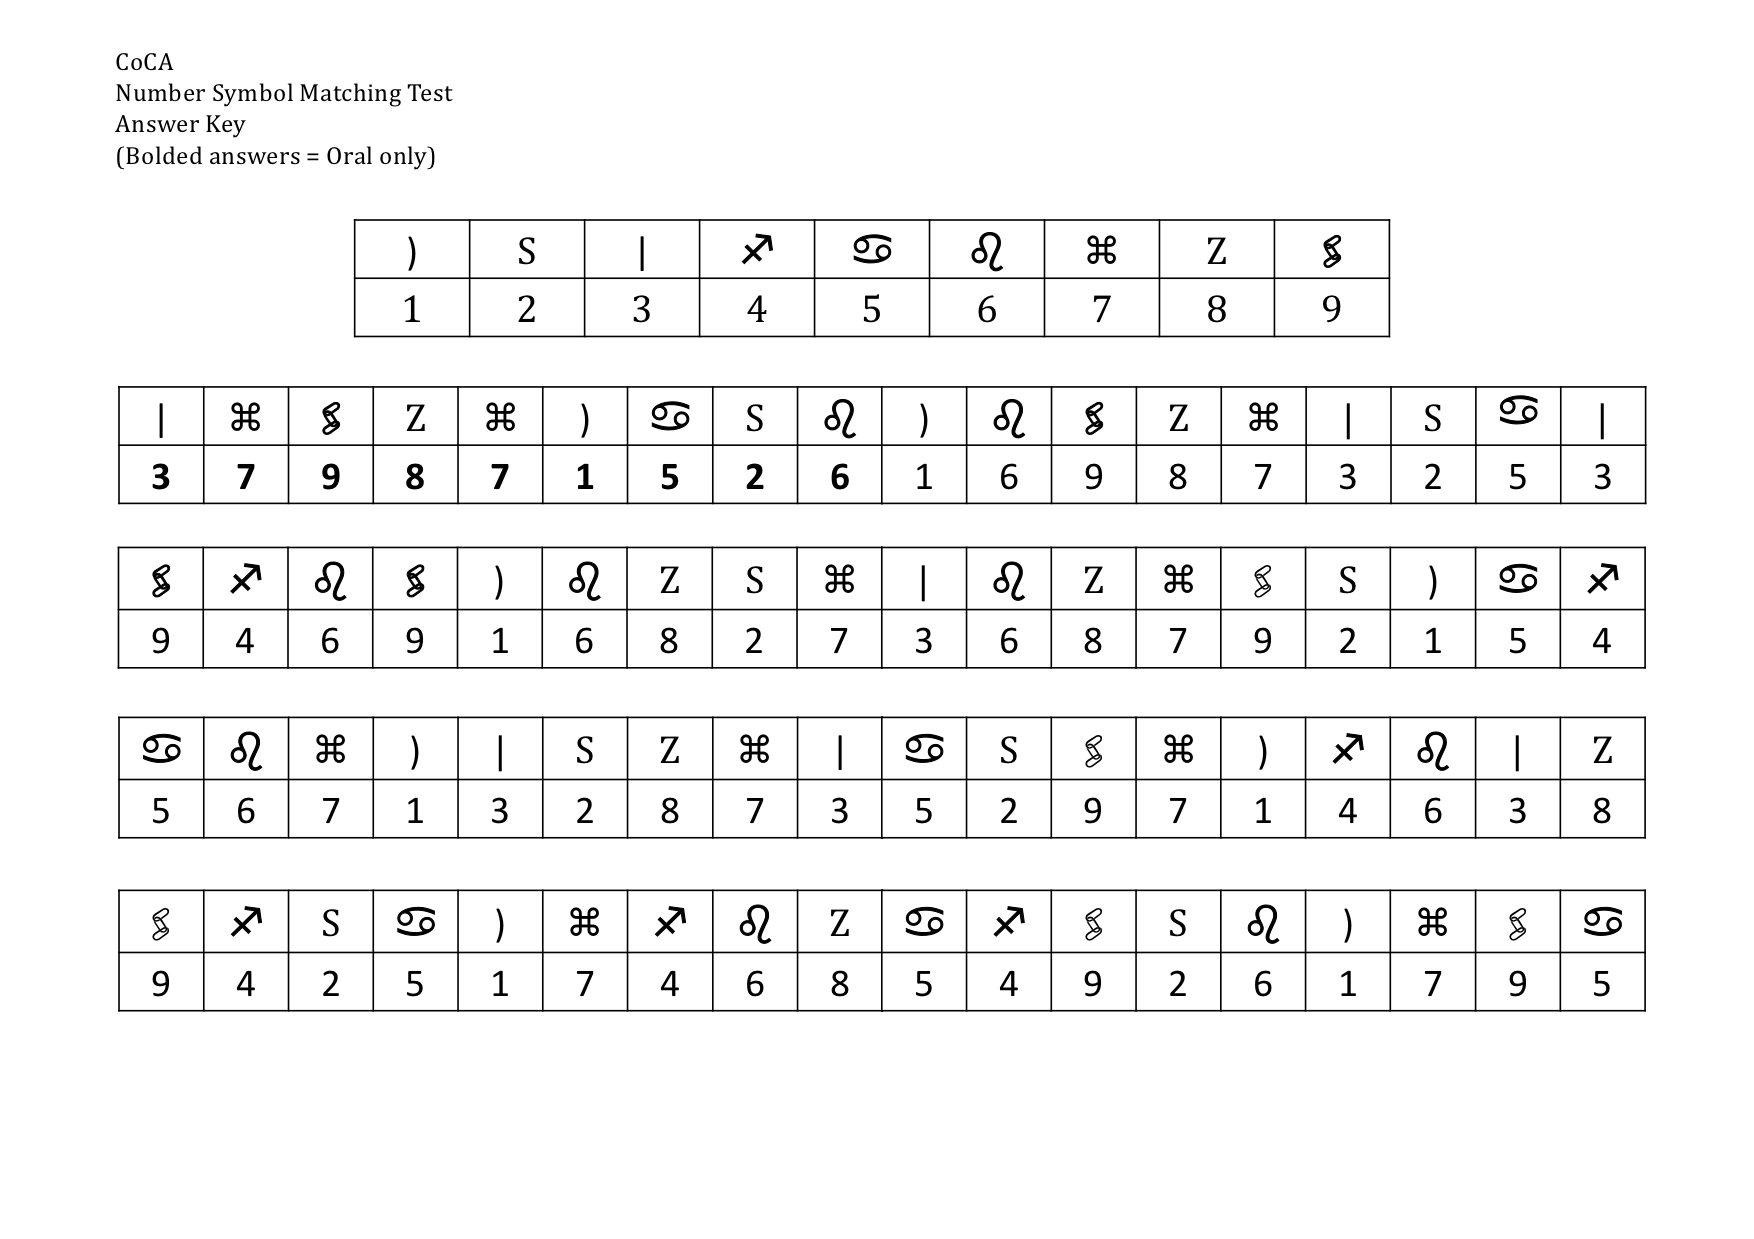 CoCA
Number Symbol Matching Test
Answer Key
(Bolded answers = Oral only)
) S | ♐ ♋ ♌ ⌘ Z 🙰
1 2 3 4 5 6 7 8 9
| ⌘ 🙰 Z ⌘ ) ♋ S ♌ ) ♌ 🙰 Z ⌘ | S ♋ |
3 7 9 8 7 1 5 2 6 1 6 9 8 7 3 2 5 3
🙰 ♐ ♌ 🙰 ) ♌ Z S ⌘ | ♌ Z ⌘ 🙰 S ) ♋ ♐
9 4 6 9 1 6 8 2 7 3 6 8 7 9 2 1 5 4
♋ ♌ ⌘ ) | S Z ⌘ | ♋ S 🙰 ⌘ ) ♐ ♌ | Z
5 6 7 1 3 2 8 7 3 5 2 9 7 1 4 6 3 8
🙰 ♐ S ♋ ) ⌘ ♐ ♌ Z ♋ ♐ 🙰 S ♌ ) ⌘ 🙰 ♋
9 4 2 5 1 7 4 6 8 5 4 9 2 6 1 7 9 5